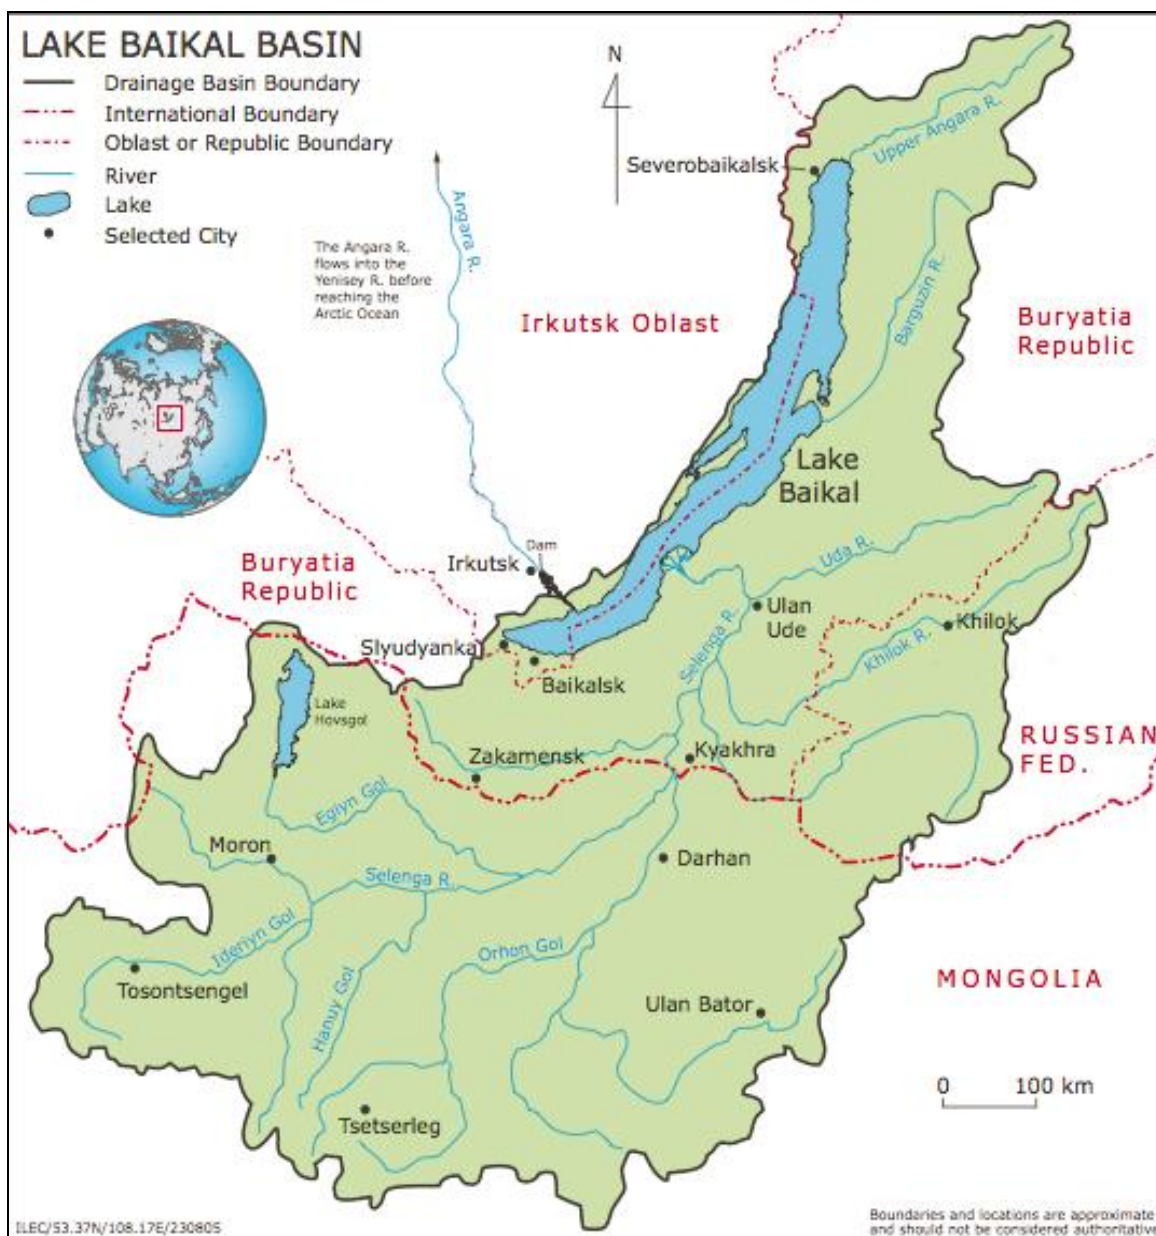 LAKE BAIKAL BASIN
Drainage Basin Boundary
International Boundary
Oblast or Republic Boundary
River
Lake
Selected City
N
Severobaikalsk
Upper Angara R.
Angara R.
The Angara R.
flows into the
Yenisey R. before
reaching the
Arctic Ocean
Irkutsk Oblast
Barguzin R.
Buryatia
Republic
Lake
Baikal
Dam
Irkutsk
Uda R.
Buryatia
Republic
Ulan
Ude
Khilok
Slyudyanka
Selenga R.
Khilok R.
Baikalsk
Lake
Hovsgol
RUSSIAN
FED.
Zakamensk
Kyakhra
Egiyn Gol
Moron
Darhan
Selenga R.
Ideriyn Gol
Orhon Gol
Tosontsengel
Hanuy Gol
MONGOLIA
Ulan Bator
0 100 km
Tsetserleg
ILEC/53.37N/108.17E/230805
Boundaries and locations are approximate
and should not be considered authoritative